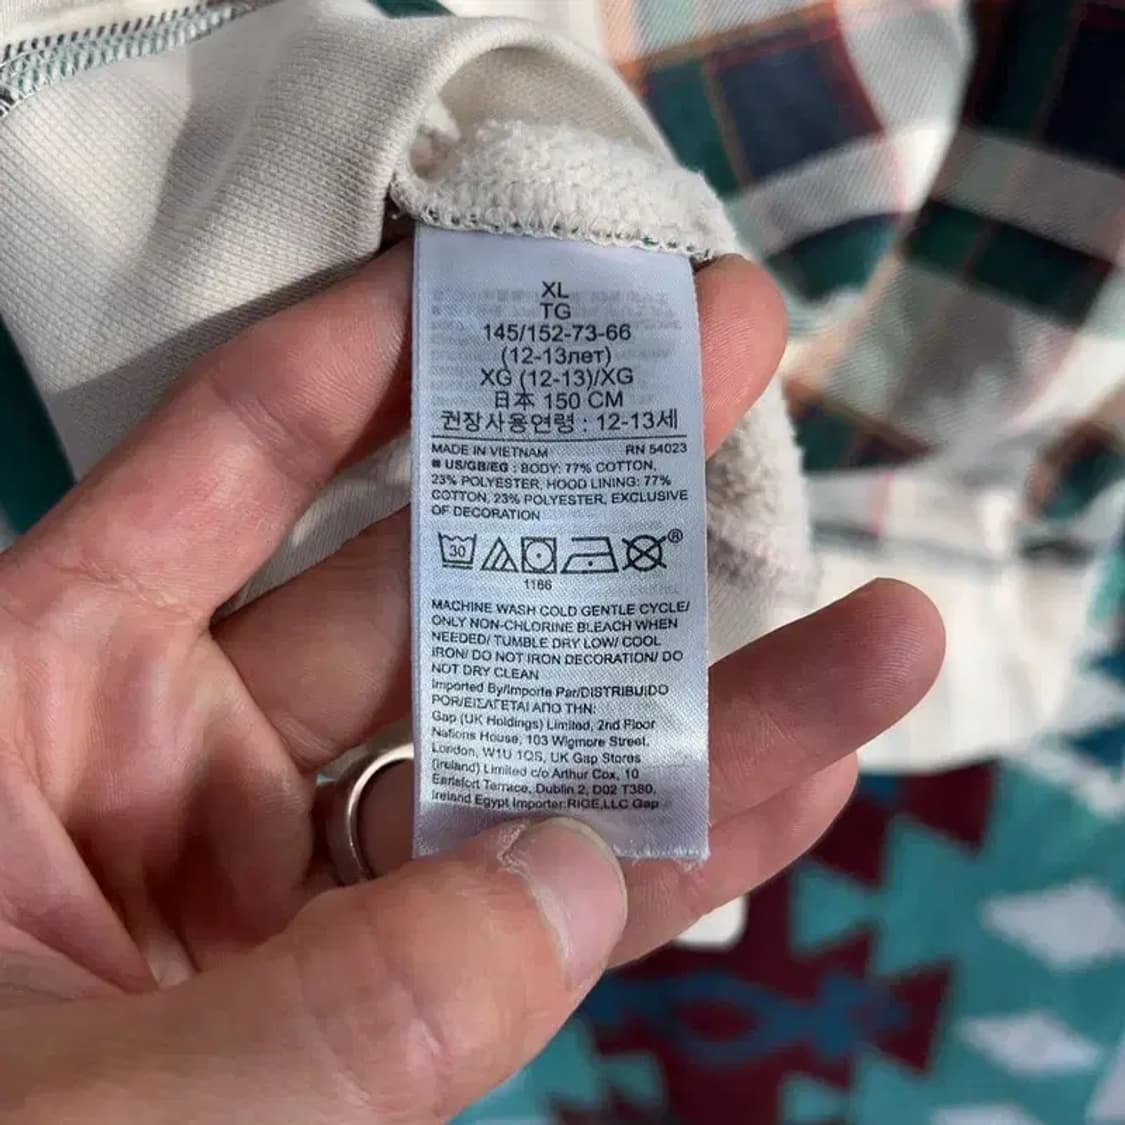 XL
TG
145/152-73-66
(12-13лет)
XG (12-13)/XG
日本 150 CM
권장사용연령 : 12-13세
MADE IN VIETNAM RN 54023
■ US/GB/EG : BODY: 77% COTTON,
23% POLYESTER, HOOD LINING: 77%
COTTON, 23% POLYESTER, EXCLUSIVE
OF DECORATION
30 ®
1166
MACHINE WASH COLD GENTLE CYCLE/
ONLY NON-CHLORINE BLEACH WHEN
NEEDED/ TUMBLE DRY LOW/ COOL
IRON/ DO NOT IRON DECORATION/ DO
NOT DRY CLEAN
Imported By/Importe Par/DISTRIBUIDO
POR/ΕΙΣΑΓΕΤΑΙ ΑΠΟ ΤΗΝ:
Gap (UK Holdings) Limited, 2nd Floor
Nations House, 103 Wigmore Street,
London, W1U 1QS, UK Gap Stores
(Ireland) Limited c/o Arthur Cox, 10
Earlsfort Terrace, Dublin 2, D02 T380,
Ireland Egypt Importer:RIGE,LLC Gap